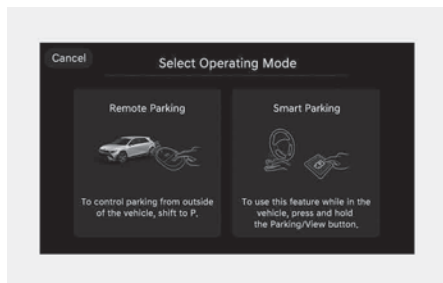 Cancel
Select Operating Mode
Remote Parking
To control parking from outside
of the vehicle, shift to P.
Smart Parking
To use this feature while in the
vehicle, press and hold
the Parking/View button.